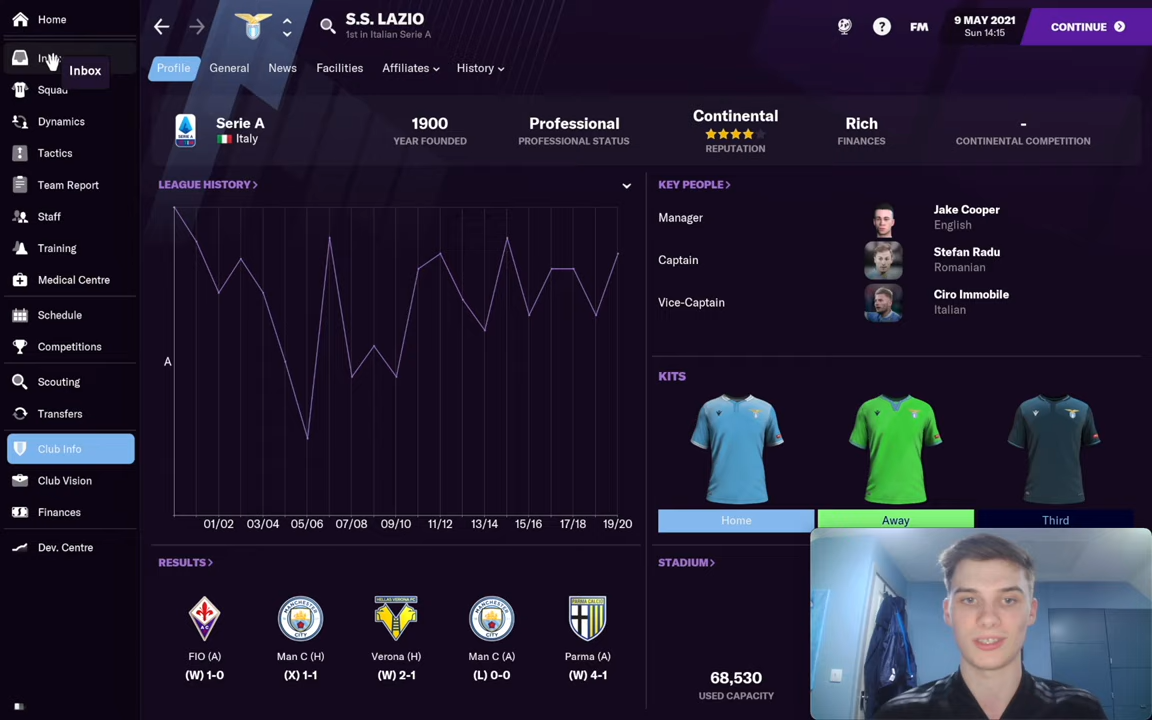 Home
S.S. LAZIO
1st in Italian Serie A
FM
9 MAY 2021
Sun 14:15
CONTINUE
Inbox
Squad
Dynamics
Tactics
Team Report
Staff
Training
Medical Centre
Schedule
Competitions
Scouting
Transfers
Club Info
Club Vision
Finances
Dev. Centre
Profile
General
News
Facilities
Affiliates
History
SERIE A
Serie A
Italy
1900
YEAR FOUNDED
Professional
PROFESSIONAL STATUS
Continental
REPUTATION
Rich
FINANCES
-
CONTINENTAL COMPETITION
LEAGUE HISTORY
A
01/02 03/04 05/06 07/08 09/10 11/12 13/14 15/16 17/18 19/20
KEY PEOPLE
Manager
Jake Cooper
English
Captain
Stefan Radu
Romanian
Vice-Captain
Ciro Immobile
Italian
KITS
Home
Away
Third
RESULTS
FIO (A)
(W) 1-0
Man C (H)
(X) 1-1
Verona (H)
(W) 2-1
Man C (A)
(L) 0-0
Parma (A)
(W) 4-1
STADIUM
68,530
USED CAPACITY